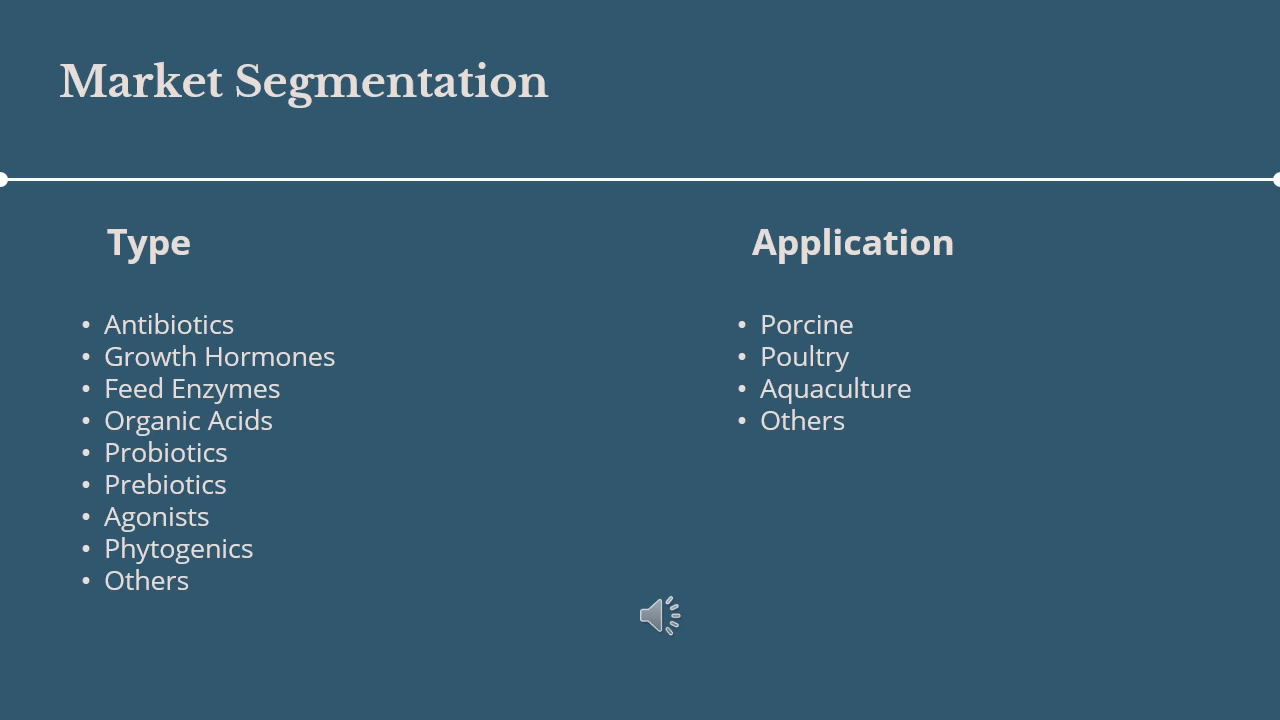 Market Segmentation
Type
• Antibiotics
• Growth Hormones
• Feed Enzymes
• Organic Acids
• Probiotics
• Prebiotics
• Agonists
• Phytogenics
• Others
Application
• Porcine
• Poultry
• Aquaculture
• Others